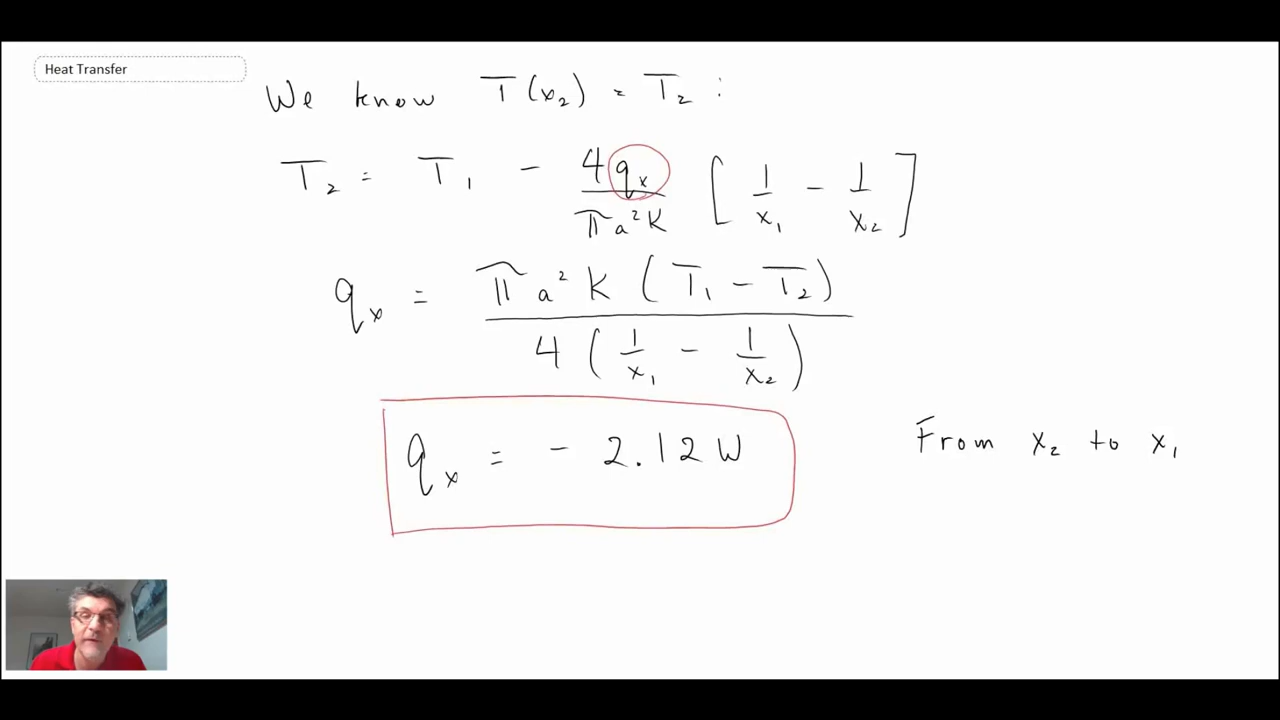 Heat Transfer
We know T(x₂) = T₂ :
T₂ = T₁ - 4qₓ / πa²K [ 1/x₁ - 1/x₂ ]
qₓ = πa²K (T₁ - T₂) / 4 (1/x₁ - 1/x₂)
qₓ = - 2.12 W
From x₂ to x₁